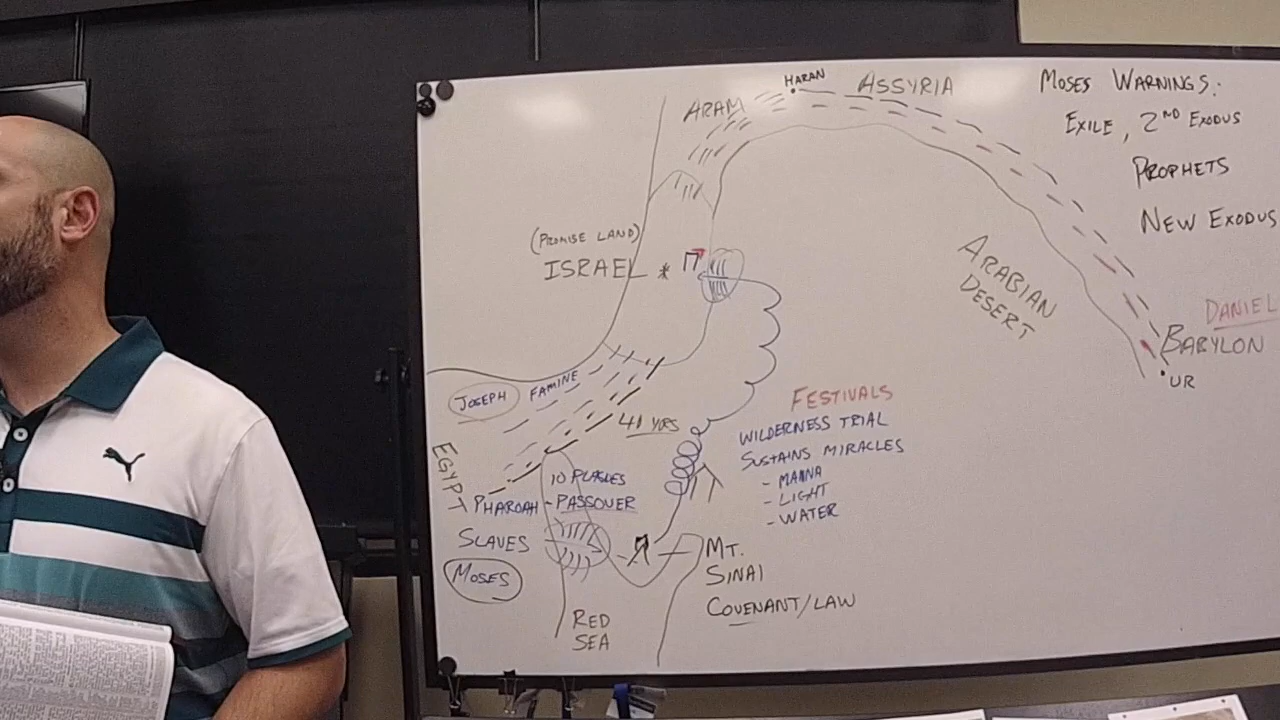 HARAN
ASSYRIA
ARAM
MOSES WARNINGS:
EXILE, 2ND EXODUS
PROPHETS
NEW EXODUS
(PROMISE LAND)
ISRAEL *
ARABIAN
DESERT
DANIEL
BABYLON
UR
JOSEPH
FAMINE
40 YRS
EGYPT
10 PLAGUES
PHAROAH - PASSOVER
SLAVES
MOSES
RED
SEA
FESTIVALS
WILDERNESS TRIAL
SUSTAINS MIRACLES
- MANNA
- LIGHT
- WATER
MT.
SINAI
COVENANT/LAW